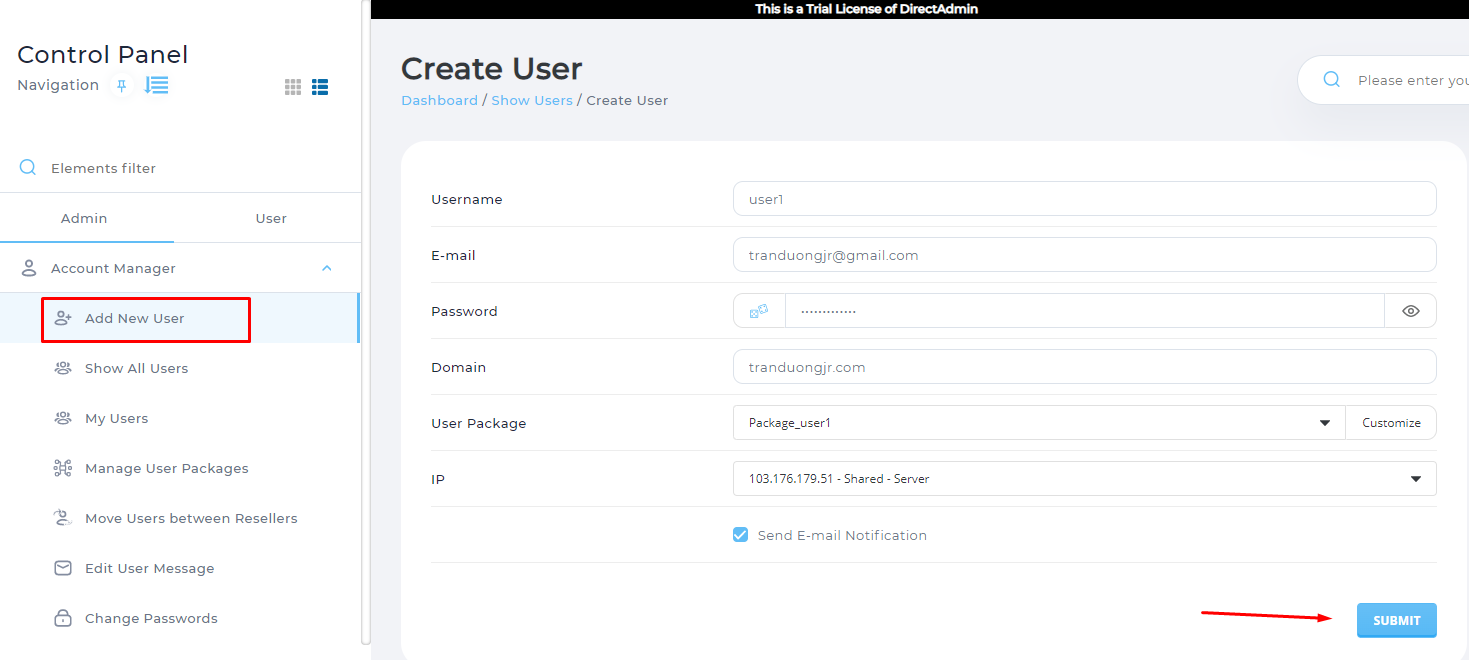 This is a Trial License of DirectAdmin
Control Panel
Navigation
Elements filter
Admin
User
Account Manager
Add New User
Show All Users
My Users
Manage User Packages
Move Users between Resellers
Edit User Message
Change Passwords
Create User
Dashboard / Show Users / Create User
Please enter you
Username
user1
E-mail
tranduongjr@gmail.com
Password
·············
Domain
tranduongjr.com
User Package
Package_user1
Customize
IP
103.176.179.51 - Shared - Server
Send E-mail Notification
SUBMIT